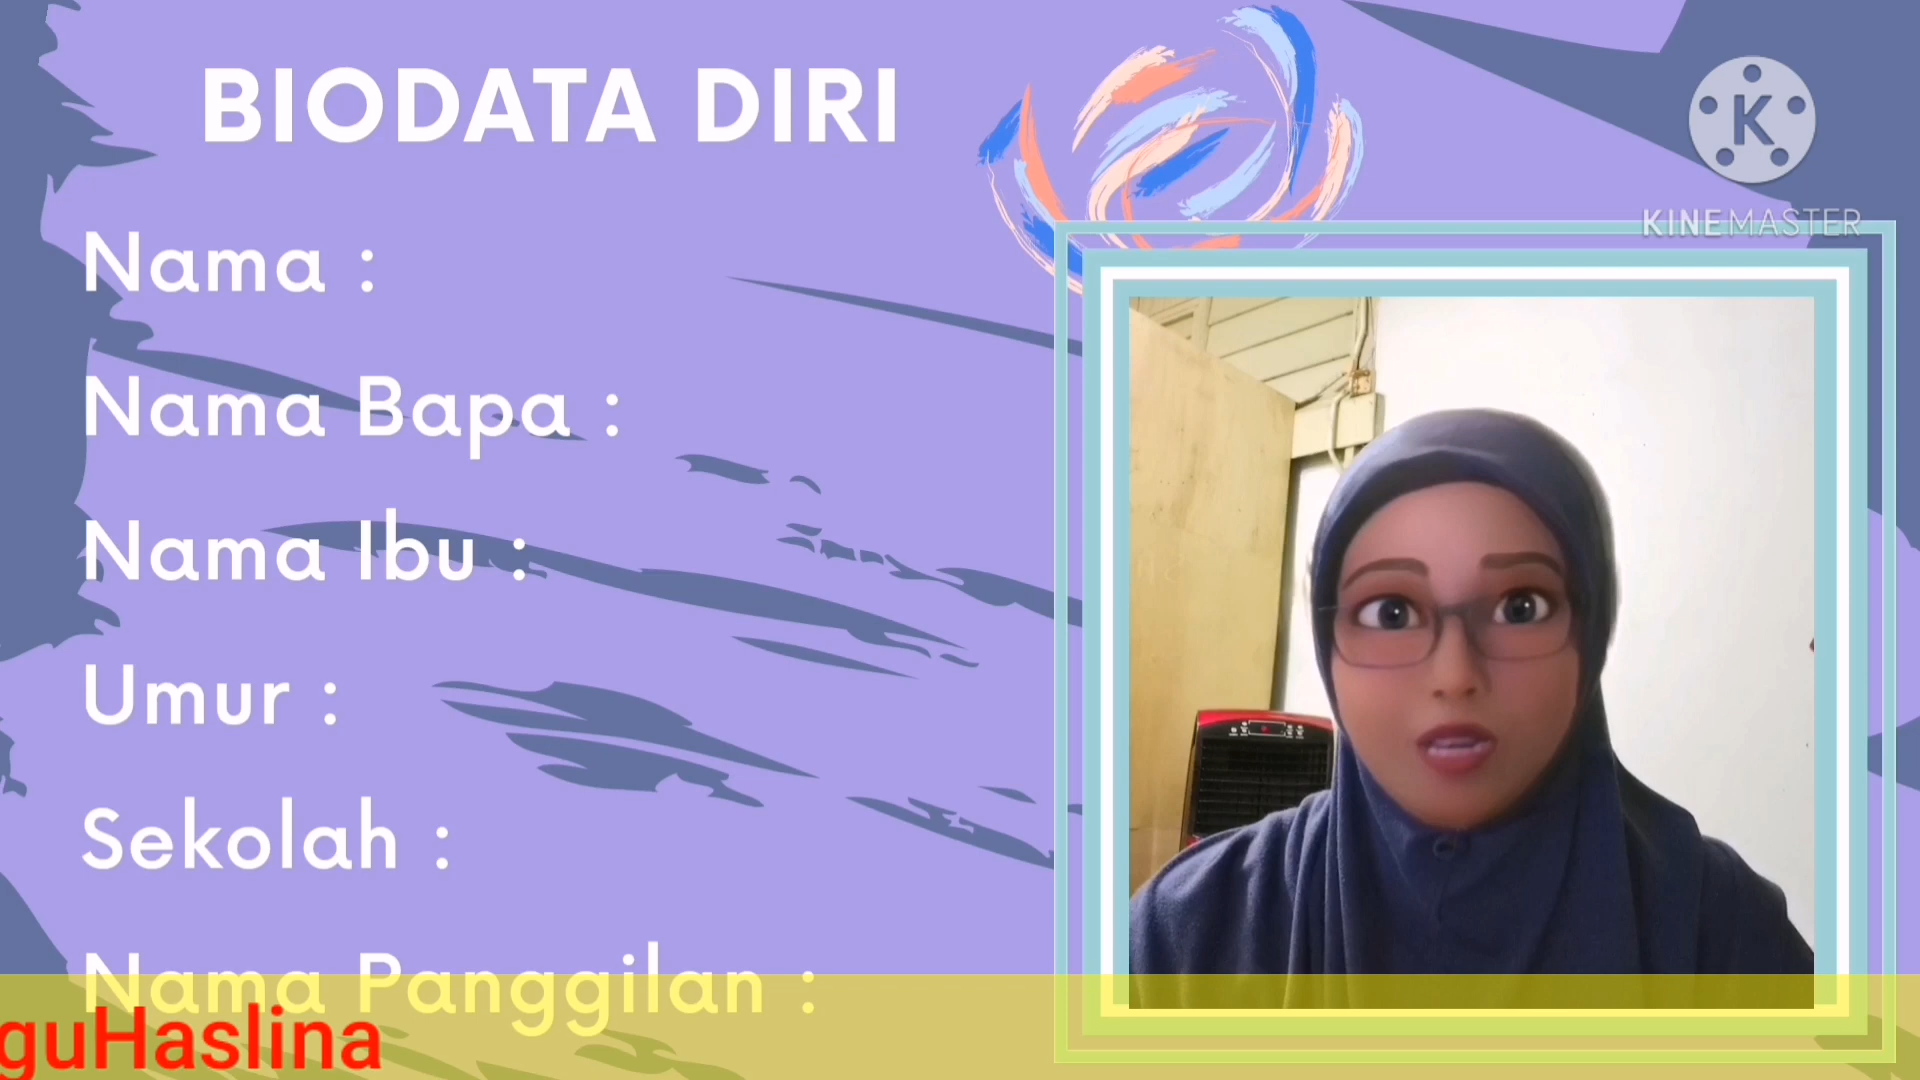 BIODATA DIRI
KINEMASTER
Nama :
Nama Bapa :
Nama Ibu :
Umur :
Sekolah :
Nama Panggilan :
guHaslina